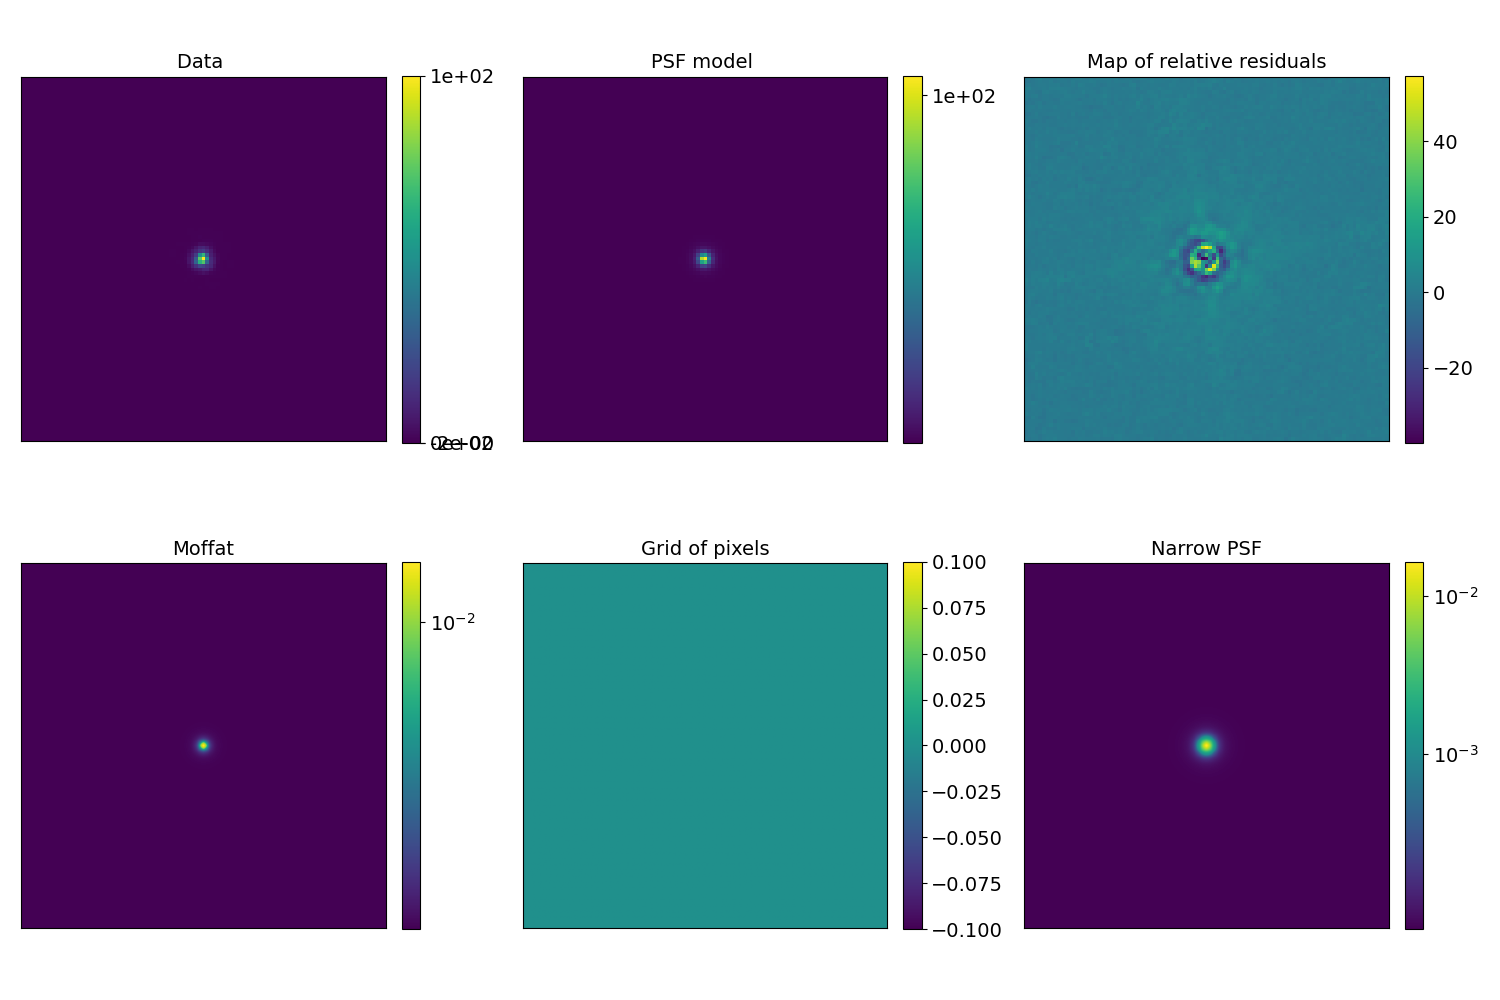 Data
1e+02
PSF model
1e+02
Map of relative residuals
40
20
0
−20
Moffat
10⁻²
Grid of pixels
0.100
0.075
0.050
0.025
0.000
−0.025
−0.050
−0.075
−0.100
Narrow PSF
10⁻²
10⁻³